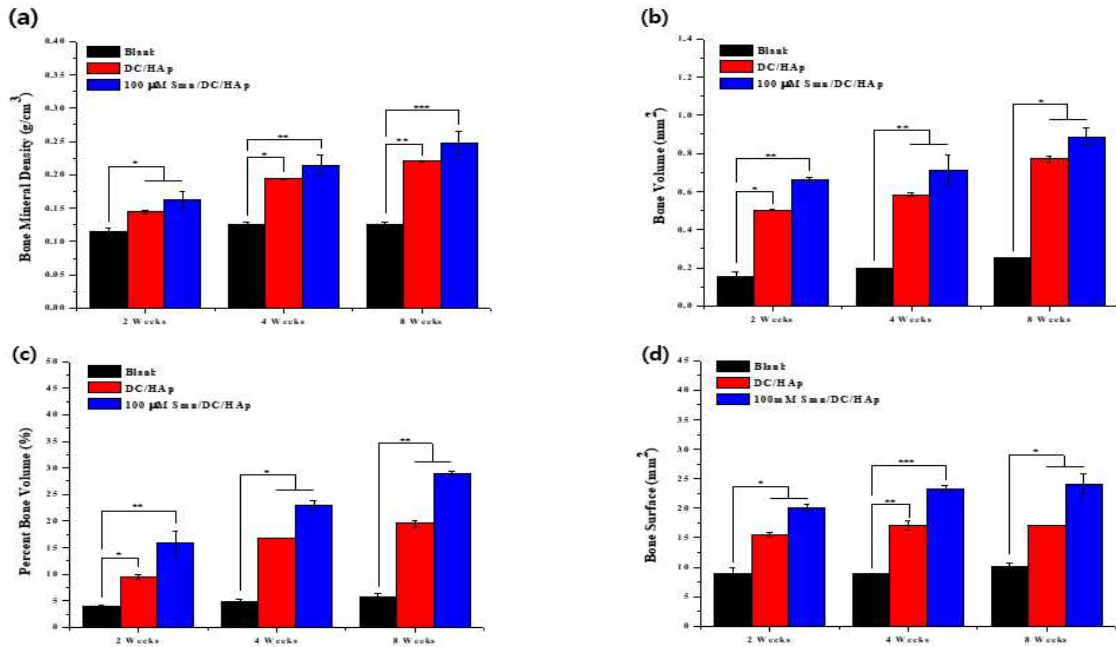 (a)
Blank
DC/HAp
100 µM Smn/DC/HAp
Bone Mineral Density (g/cm³)
0.40
0.35
0.30
0.25
0.20
0.15
0.10
0.05
0.00
*
*
**
**
***
2 Weeks 4 Weeks 8 Weeks
(b)
Blank
DC/HAp
100 µM Smn/DC/HAp
Bone Volume (mm²)
1.4
1.2
1.0
0.8
0.6
0.4
0.2
0.0
*
**
**
*
2 Weeks 4 Weeks 8 Weeks
(c)
Blank
DC/HAp
100 µM Smn/DC/HAp
Percent Bone Volume (%)
50
45
40
35
30
25
20
15
10
5
0
*
**
*
**
2 Weeks 4 Weeks 8 Weeks
(d)
Blank
DC/HAp
100mM Smn/DC/HAp
Bone Surface (mm²)
45
40
35
30
25
20
15
10
5
0
*
**
***
*
2 Weeks 4 Weeks 8 Weeks